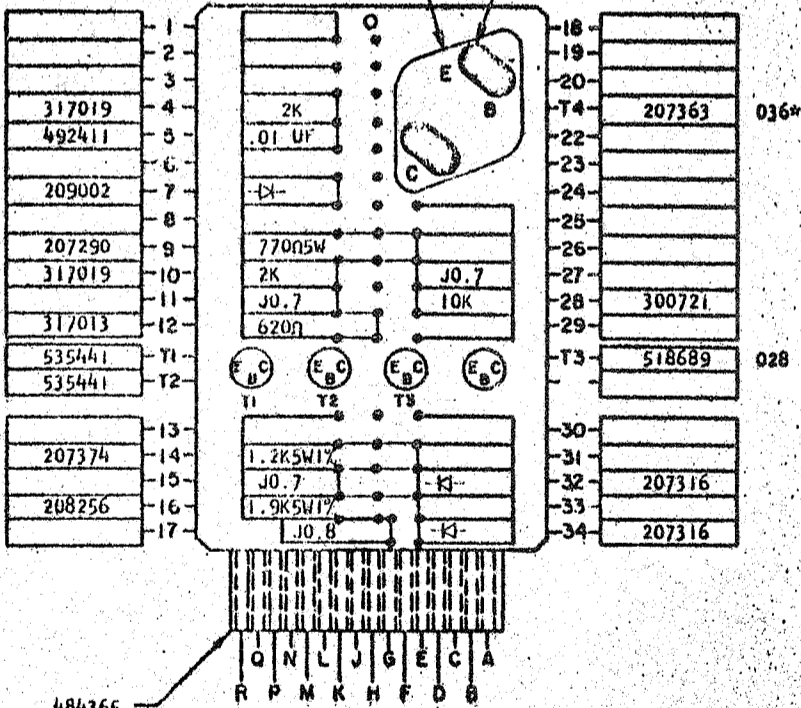 1 O 18
2 19
3 E 20
317019 4 2K B T4 207363 036*
492411 5 .01 UF 22
6 C 23
209002 7 24
8 25
207290 9 770Ω5W 26
317019 10 2K J0.7 27
11 J0.7 10K 28 300721
317013 12 620Ω 29
535441 T1 E B C E B C E B C E B C T3 518689 028
535441 T2 T1 T2 T3 -
13 30
207374 14 1.2K5W1% 31
15 J0.7 32 207316
208256 16 1.9K5W1% 33
17 J0.8 34 207316
Q N L J G E C A
R P M K H F D B